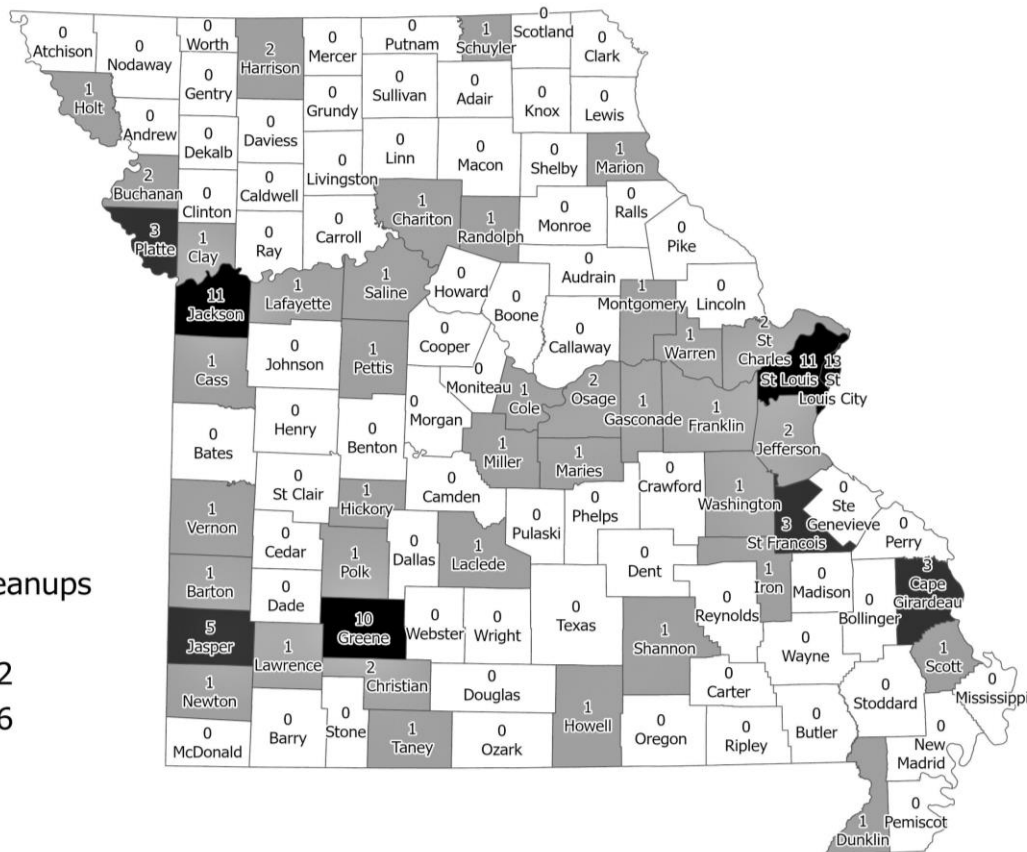 0
Atchison
0
Nodaway
0
Worth
2
Harrison
0
Mercer
0
Putnam
1
Schuyler
0
Scotland
0
Clark
1
Holt
0
Andrew
0
Gentry
0
Dekalb
0
Daviess
0
Grundy
0
Sullivan
0
Adair
0
Knox
0
Lewis
0
Livingston
0
Linn
0
Macon
0
Shelby
1
Marion
2
Buchanan
0
Clinton
0
Caldwell
3
Platte
1
Clay
0
Ray
0
Carroll
1
Chariton
1
Randolph
0
Monroe
0
Ralls
0
Pike
11
Jackson
1
Lafayette
1
Saline
0
Howard
0
Boone
0
Audrain
0
Callaway
1
Montgomery
0
Lincoln
1
Warren
2
St
Charles
11
St Louis
13
St
Louis City
1
Cass
0
Johnson
1
Pettis
0
Cooper
0
Moniteau
0
Morgan
1
Cole
2
Osage
1
Gasconade
1
Franklin
2
Jefferson
0
Bates
0
Henry
0
Benton
1
Miller
1
Maries
0
Camden
0
Pulaski
0
Phelps
0
Crawford
1
Washington
3
St Francois
0
Ste
Genevieve
0
Perry
1
Vernon
0
St Clair
1
Hickory
0
Cedar
1
Polk
0
Dallas
1
Laclede
0
Dent
1
Iron
0
Madison
0
Bollinger
3
Cape
Girardeau
eanups
1
Barton
0
Dade
10
Greene
0
Webster
0
Wright
0
Texas
0
Reynolds
1
Shannon
0
Wayne
1
Scott
0
Mississippi
2
6
5
Jasper
1
Lawrence
2
Christian
0
Douglas
1
Howell
0
Carter
0
Stoddard
1
Newton
0
McDonald
0
Barry
0
Stone
1
Taney
0
Ozark
0
Oregon
0
Ripley
0
Butler
0
New
Madrid
1
Dunklin
0
Pemiscot